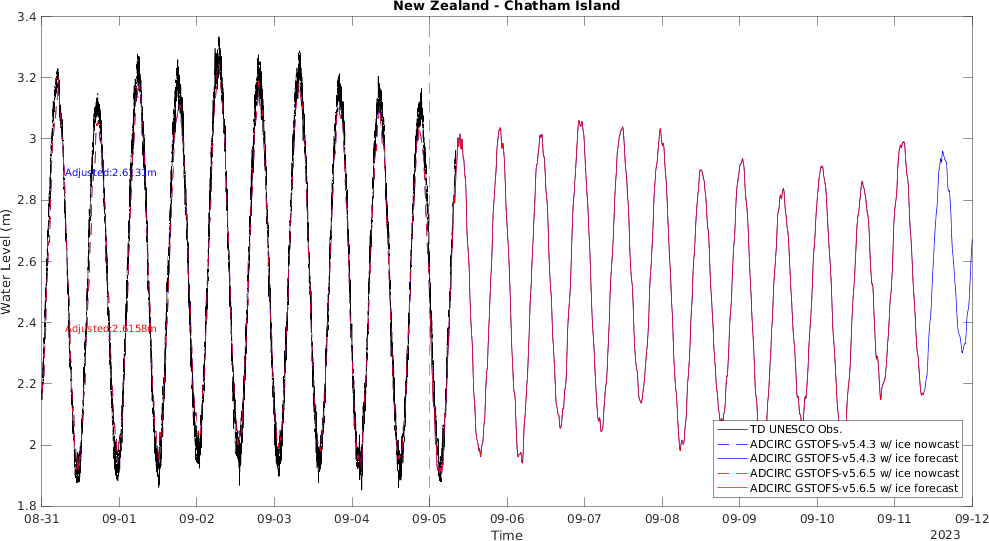 New Zealand - Chatham Island
3.4
3.2
3
2.8
2.6
2.4
2.2
2
1.8
Water Level (m)
Adjusted:2.6131m
Adjusted:2.6158m
TD UNESCO Obs.
ADCIRC GSTOFS-v5.4.3 w/ ice nowcast
ADCIRC GSTOFS-v5.4.3 w/ ice forecast
ADCIRC GSTOFS-v5.6.5 w/ ice nowcast
ADCIRC GSTOFS-v5.6.5 w/ ice forecast
08-31 09-01 09-02 09-03 09-04 09-05 09-06 09-07 09-08 09-09 09-10 09-11 09-12
Time
2023